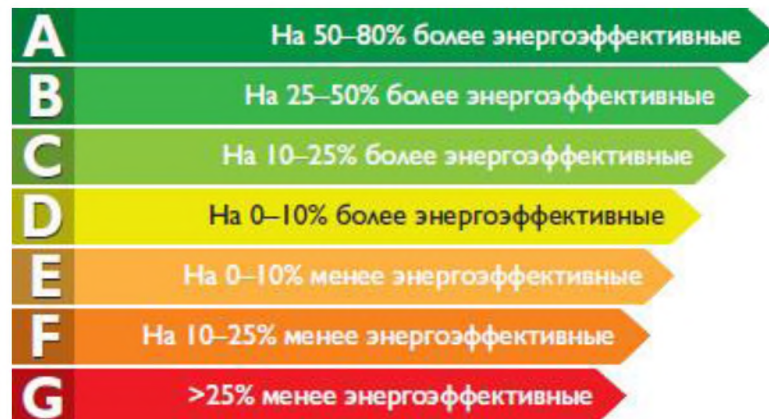 A На 50–80% более энергоэффективные
B На 25–50% более энергоэффективные
C На 10–25% более энергоэффективные
D На 0–10% более энергоэффективные
E На 0–10% менее энергоэффективные
F На 10–25% менее энергоэффективные
G >25% менее энергоэффективные